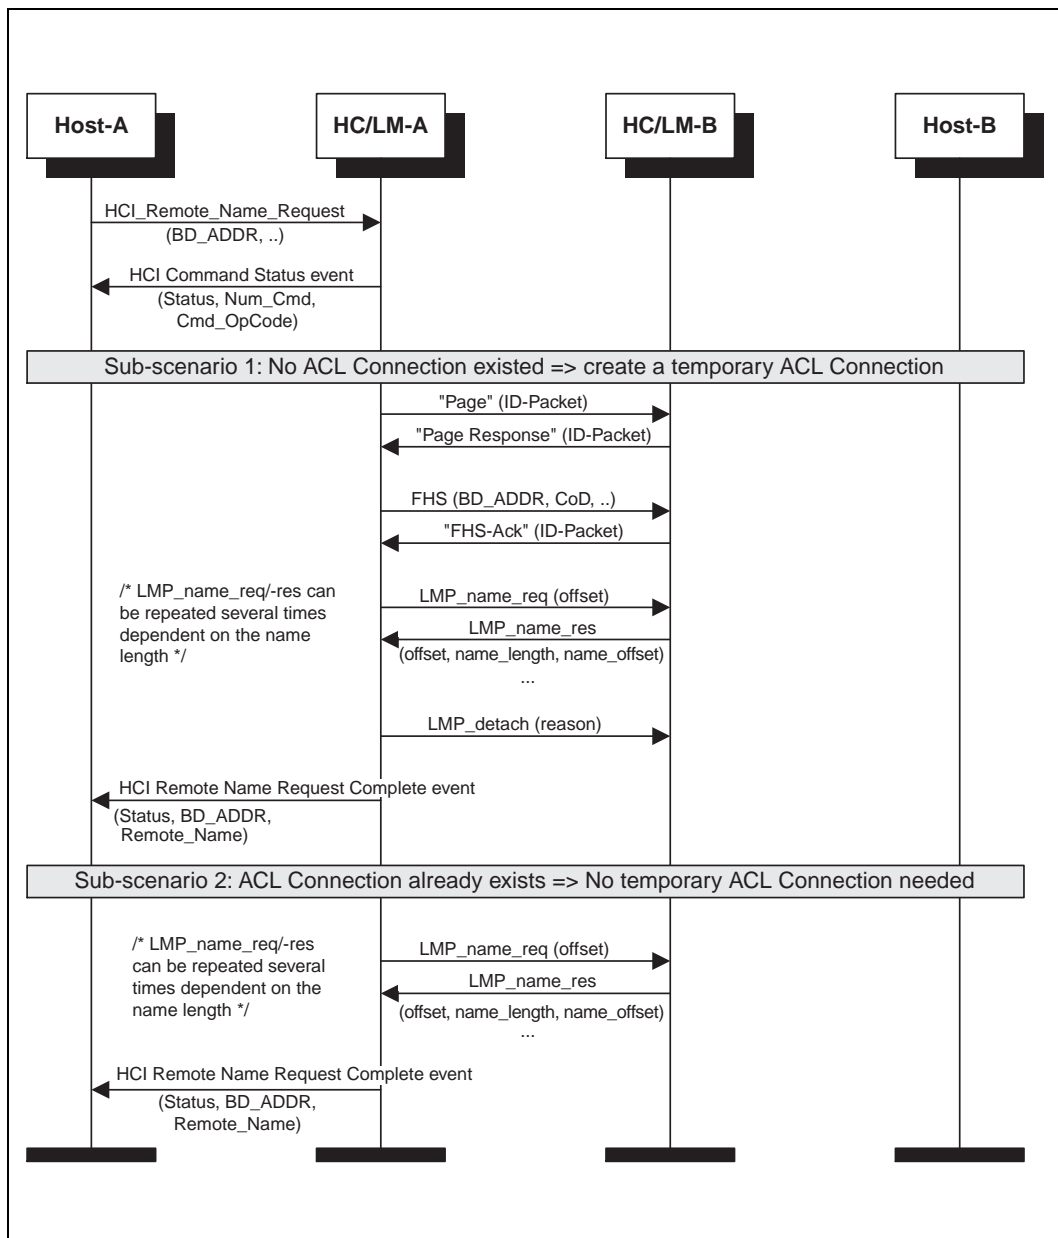 Host-A
HC/LM-A
HC/LM-B
Host-B
HCI_Remote_Name_Request
(BD_ADDR, ..)
HCI Command Status event
(Status, Num_Cmd,
Cmd_OpCode)
Sub-scenario 1: No ACL Connection existed => create a temporary ACL Connection
"Page" (ID-Packet)
"Page Response" (ID-Packet)
FHS (BD_ADDR, CoD, ..)
"FHS-Ack" (ID-Packet)
/* LMP_name_req/-res can
be repeated several times
dependent on the name
length */
LMP_name_req (offset)
LMP_name_res
(offset, name_length, name_offset)
...
LMP_detach (reason)
HCI Remote Name Request Complete event
(Status, BD_ADDR,
Remote_Name)
Sub-scenario 2: ACL Connection already exists => No temporary ACL Connection needed
/* LMP_name_req/-res
can be repeated several
times dependent on the
name length */
LMP_name_req (offset)
LMP_name_res
(offset, name_length, name_offset)
...
HCI Remote Name Request Complete event
(Status, BD_ADDR,
Remote_Name)